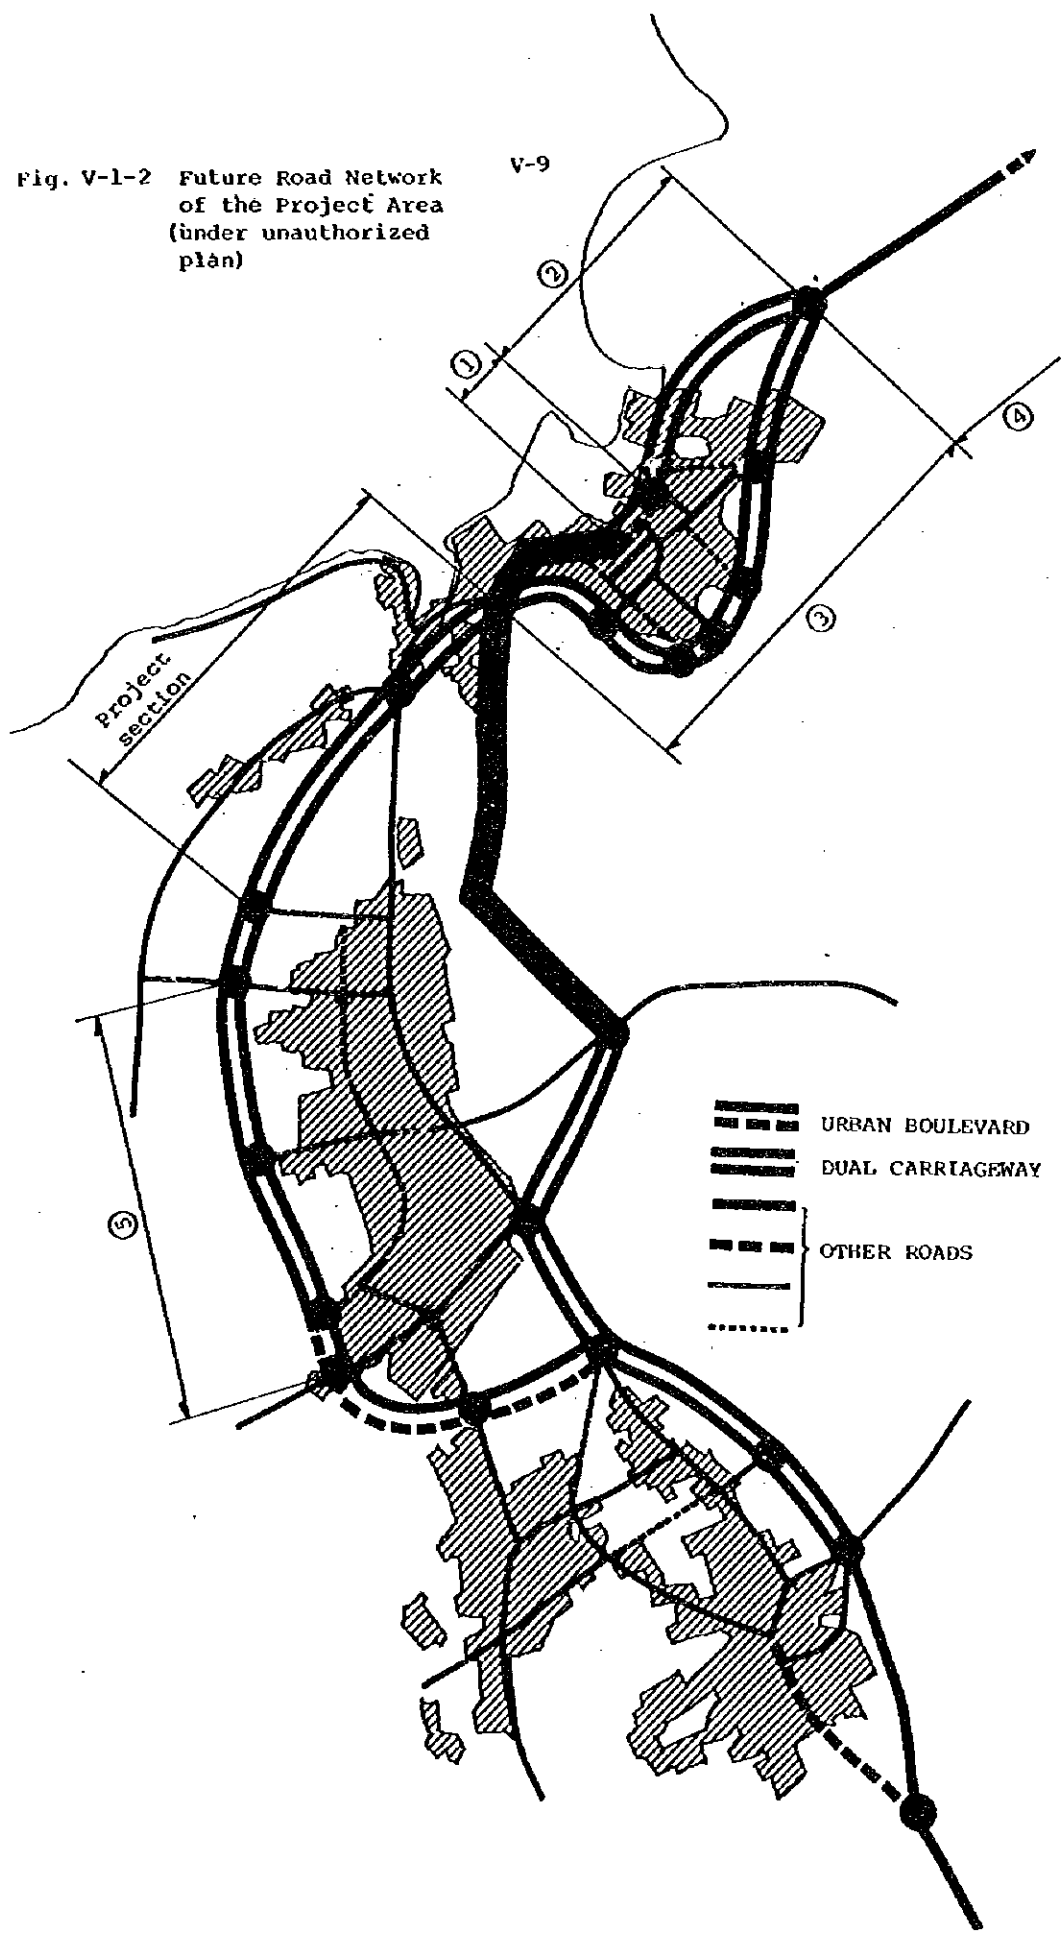 V-9
Fig. V-1-2 Future Road Network
of the Project Area
(under unauthorized
plan)
②
①
④
③
Project
section
⑤
URBAN BOULEVARD
DUAL CARRIAGEWAY
OTHER ROADS